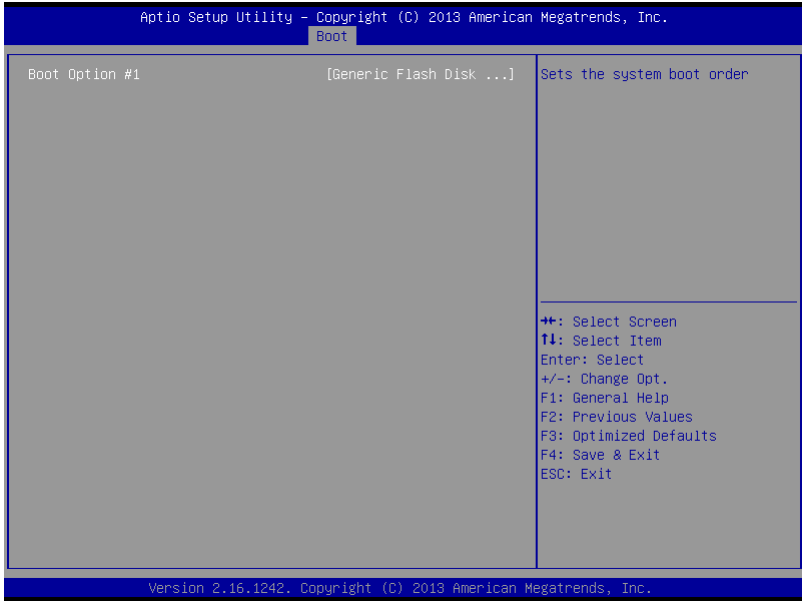 Aptio Setup Utility – Copyright (C) 2013 American Megatrends, Inc.
Boot
Boot Option #1 [Generic Flash Disk ...]
Sets the system boot order
→←: Select Screen
↑↓: Select Item
Enter: Select
+/-: Change Opt.
F1: General Help
F2: Previous Values
F3: Optimized Defaults
F4: Save & Exit
ESC: Exit
Version 2.16.1242. Copyright (C) 2013 American Megatrends, Inc.